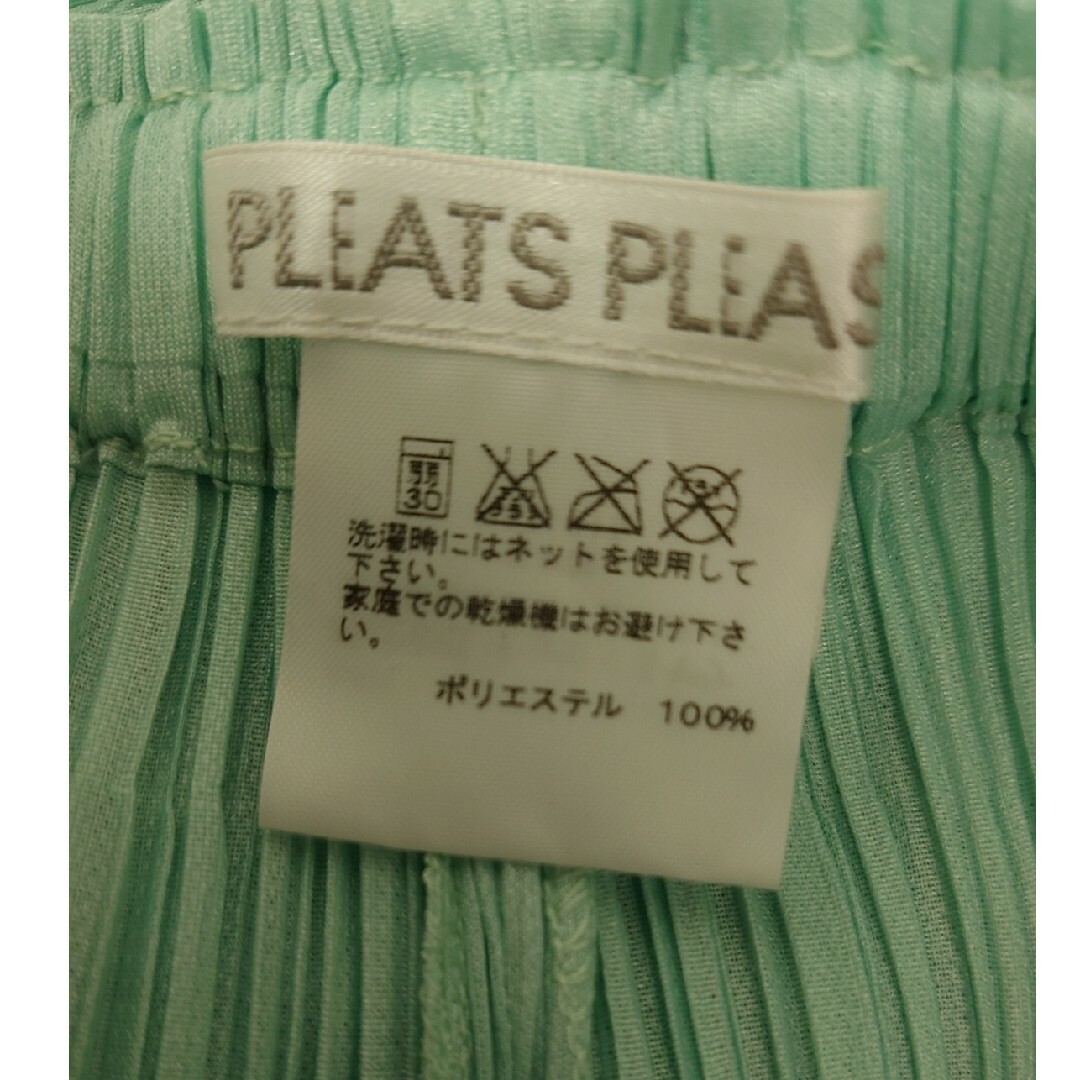 PLEATS PLEAS
弱
30
洗濯時にはネットを使用して
下さい。
家庭での乾燥機はお避け下さ
い。
ポリエステル 100%